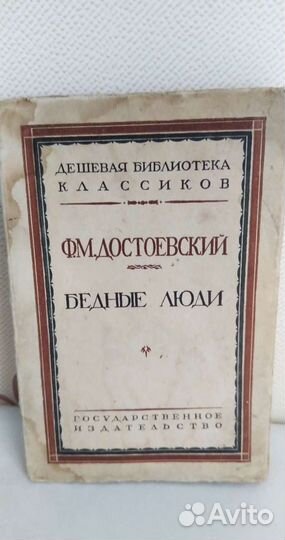 ДЕШЕВАЯ БИБЛИОТЕКА
КЛАССИКОВ
Ф.М.ДОСТОЕВСКИЙ
БЕДНЫЕ ЛЮДИ
ГОСУДАРСТВЕННОЕ
ИЗДАТЕЛЬСТВО
Avito